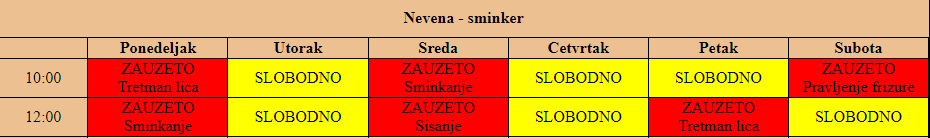 Nevena - sminker
Ponedeljak Utorak Sreda Cetvrtak Petak Subota
10:00 ZAUZETO Tretman lica SLOBODNO ZAUZETO Sminkanje SLOBODNO SLOBODNO ZAUZETO Pravljenje frizure
12:00 ZAUZETO Sminkanje SLOBODNO ZAUZETO Sisanje SLOBODNO ZAUZETO Tretman lica SLOBODNO